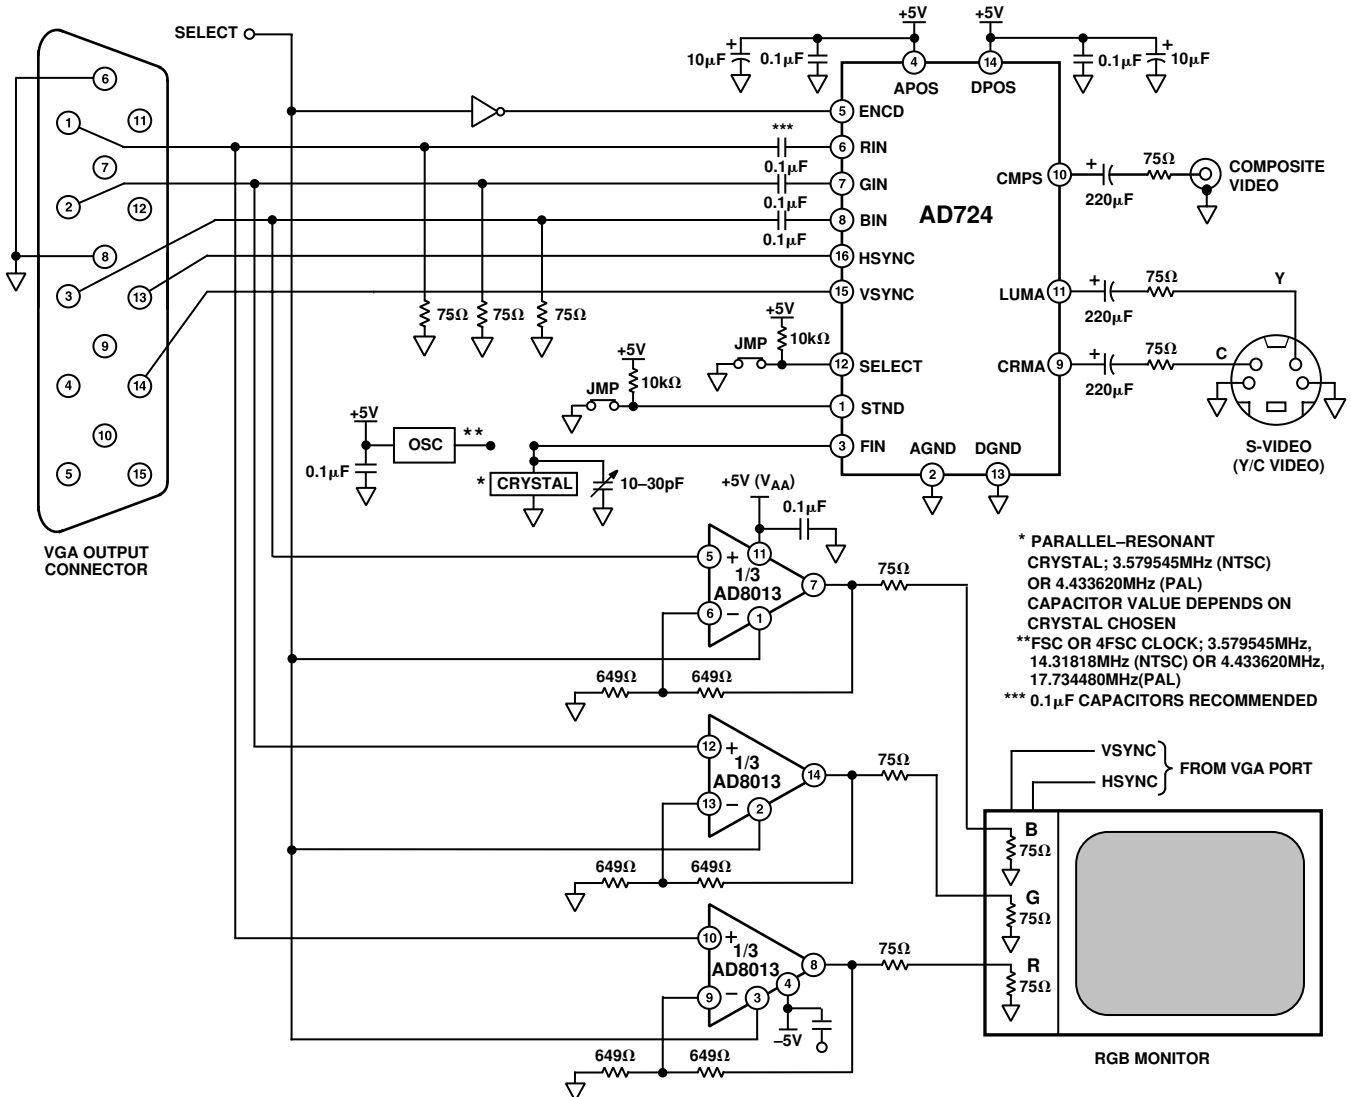 SELECT
+5V
+5V
10µF
+
0.1µF
0.1µF
+
10µF
4
14
APOS
DPOS
6
1
11
7
2
12
8
3
13
9
4
14
10
5
15
VGA OUTPUT
CONNECTOR
5 ENCD
***
6 RIN
0.1µF
7 GIN
0.1µF
8 BIN
0.1µF
16 HSYNC
15 VSYNC
AD724
CMPS 10
+
220µF
75Ω
COMPOSITE
VIDEO
LUMA 11
+
220µF
75Ω
Y
CRMA 9
+
220µF
75Ω
C
S-VIDEO
(Y/C VIDEO)
75Ω
75Ω
75Ω
+5V
10kΩ
JMP
12 SELECT
+5V
10kΩ
JMP
1 STND
3 FIN
AGND
DGND
2
13
+5V
OSC
**
0.1µF
* CRYSTAL
10–30pF
+5V (VAA)
0.1µF
5 +
11
1/3
AD8013
7
6 –
1
75Ω
649Ω
649Ω
12 +
1/3
AD8013
14
13 –
2
75Ω
649Ω
649Ω
10 +
1/3
AD8013
8
4
9 –
3
–5V
75Ω
649Ω
649Ω
* PARALLEL–RESONANT
CRYSTAL; 3.579545MHz (NTSC)
OR 4.433620MHz (PAL)
CAPACITOR VALUE DEPENDS ON
CRYSTAL CHOSEN
**FSC OR 4FSC CLOCK; 3.579545MHz,
14.31818MHz (NTSC) OR 4.433620MHz,
17.734480MHz(PAL)
*** 0.1µF CAPACITORS RECOMMENDED
VSYNC
HSYNC
FROM VGA PORT
B
75Ω
G
75Ω
R
75Ω
RGB MONITOR